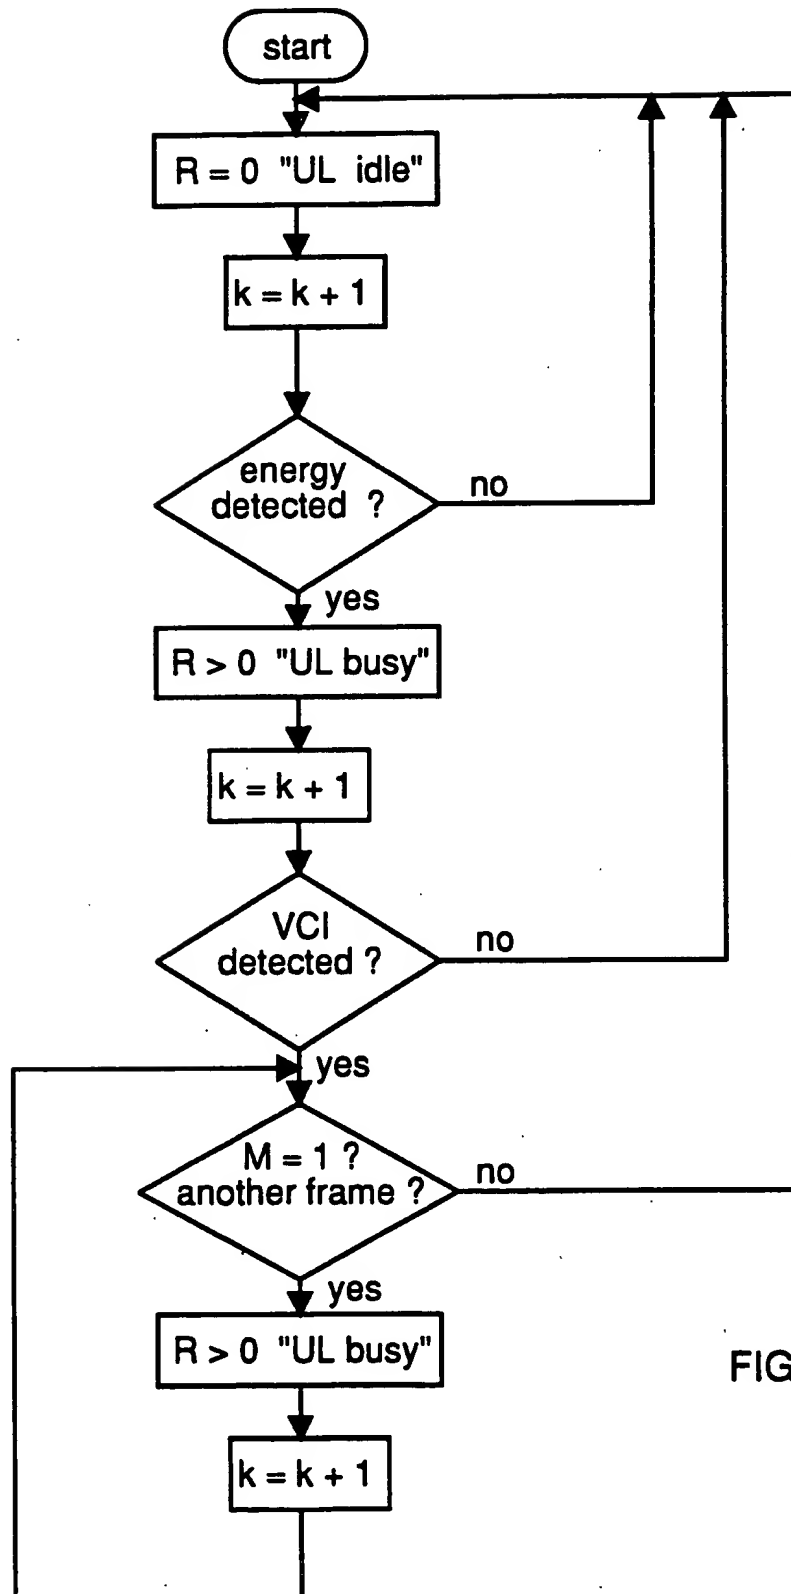 start
R = 0 "UL idle"
k = k + 1
energy
detected ?
no
yes
R > 0 "UL busy"
k = k + 1
VCI
detected ?
no
yes
M = 1 ?
another frame ?
no
yes
R > 0 "UL busy"
FIG
k = k + 1